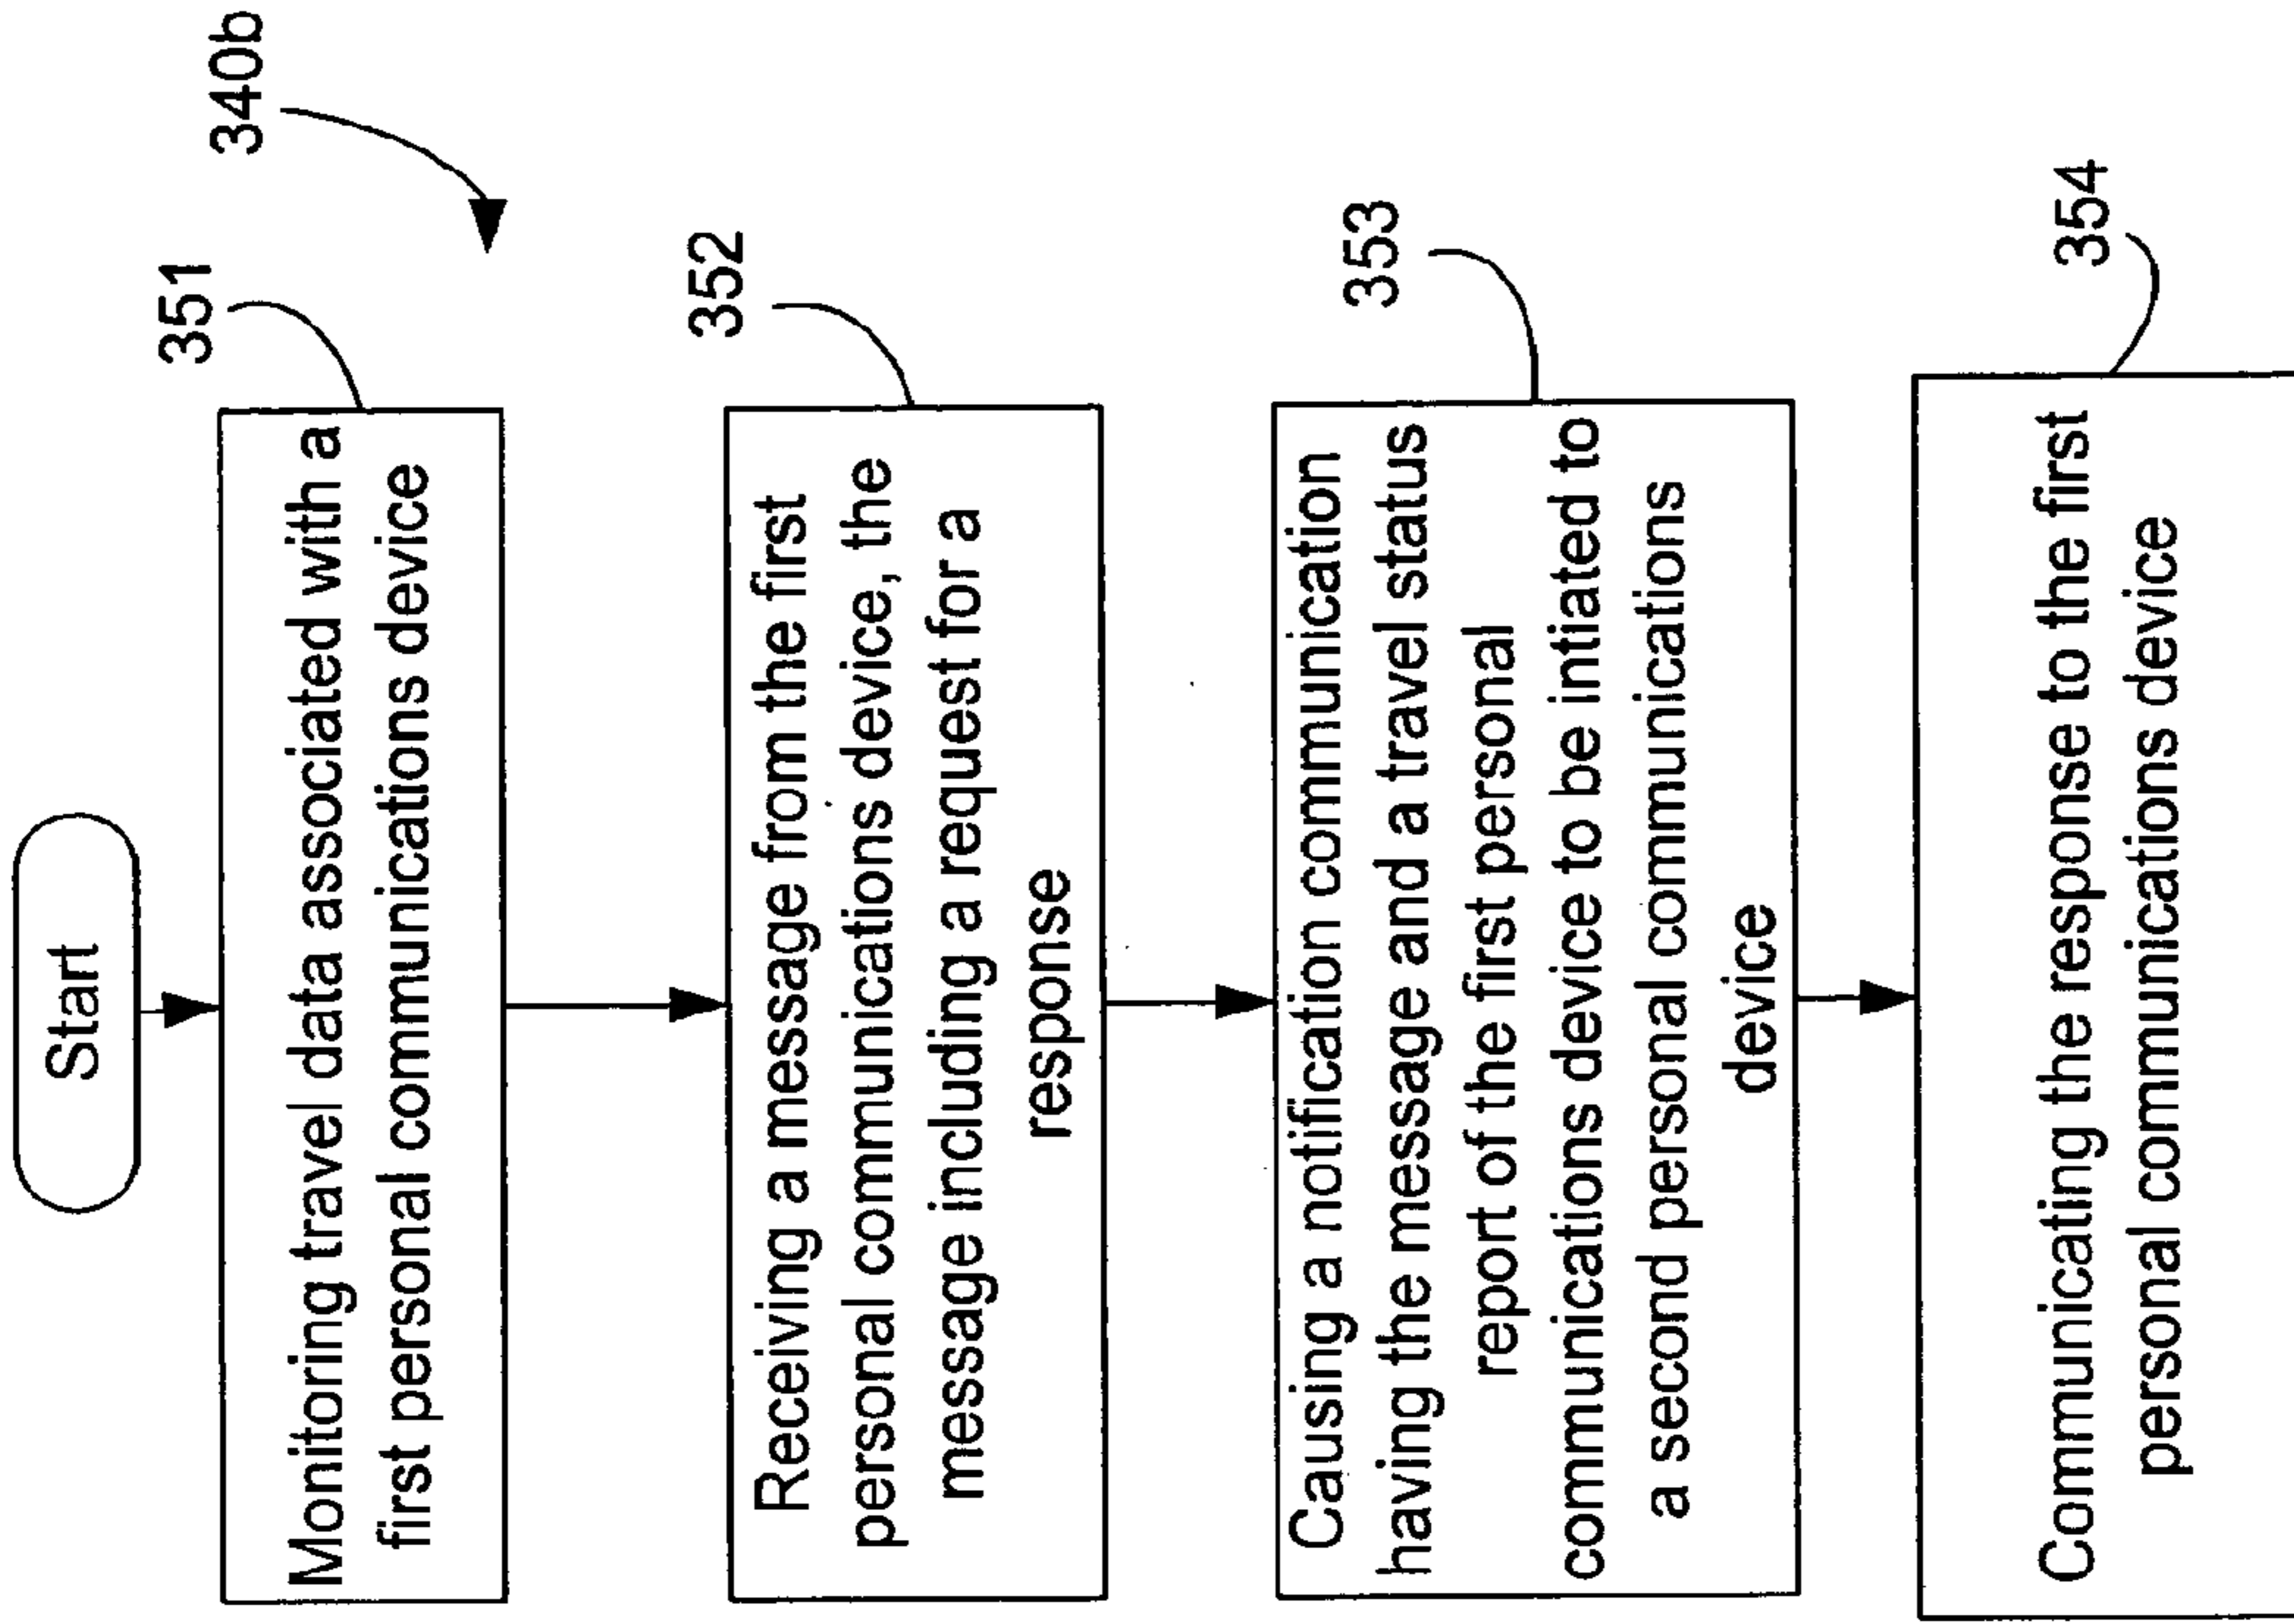 Start
340b
351
Monitoring travel data associated with a
first personal communications device
352
Receiving a message from the first
personal communications device, the
message including a request for a
response
353
Causing a notification communication
having the message and a travel status
report of the first personal
communications device to be intiated to
a second personal communications
device
354
Communicating the response to the first
personal communications device